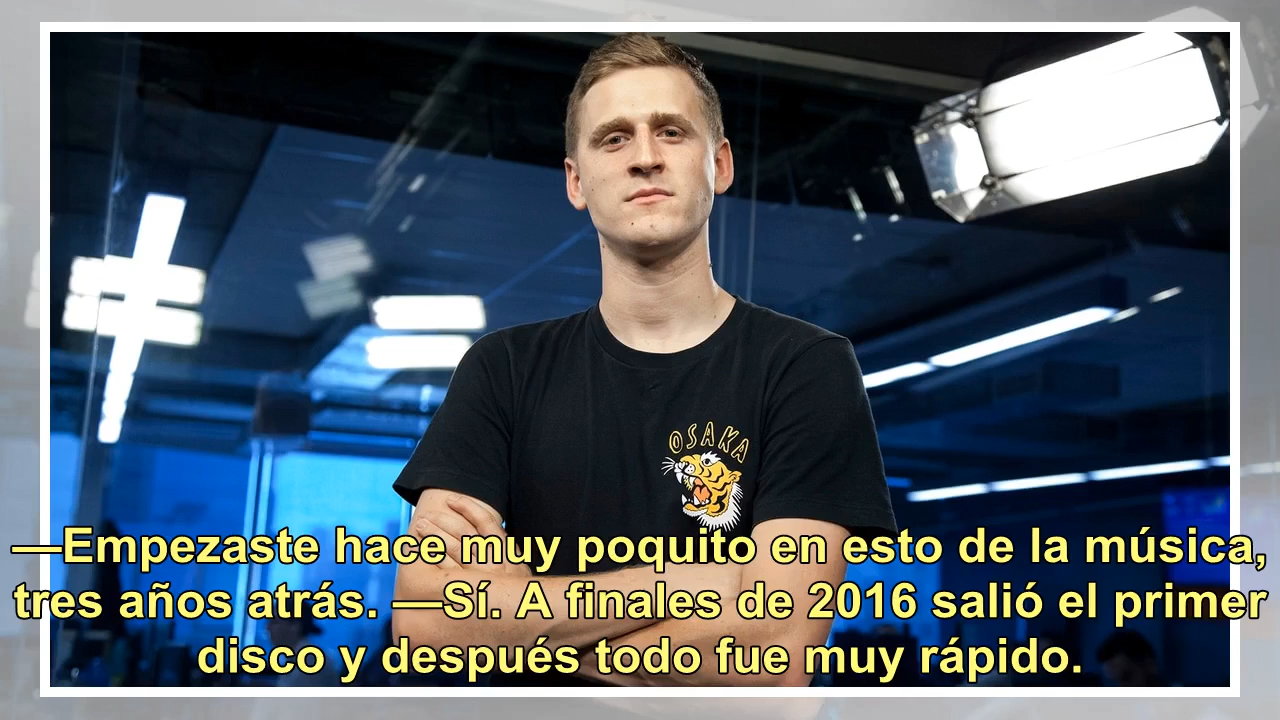 OSAKA
—Empezaste hace muy poquito en esto de la música,
tres años atrás. —Sí. A finales de 2016 salió el primer
disco y después todo fue muy rápido.